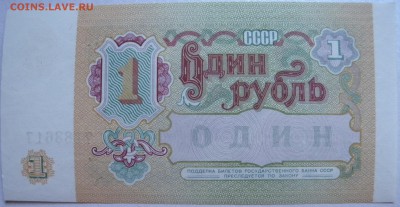 COINS.LAVE.RU
СССР
1
1
Один
рубль
ОДИН
ПОДДЕЛКА БИЛЕТОВ ГОСУДАРСТВЕННОГО БАНКА СССР
ПРЕСЛЕДУЕТСЯ ПО ЗАКОНУ
1